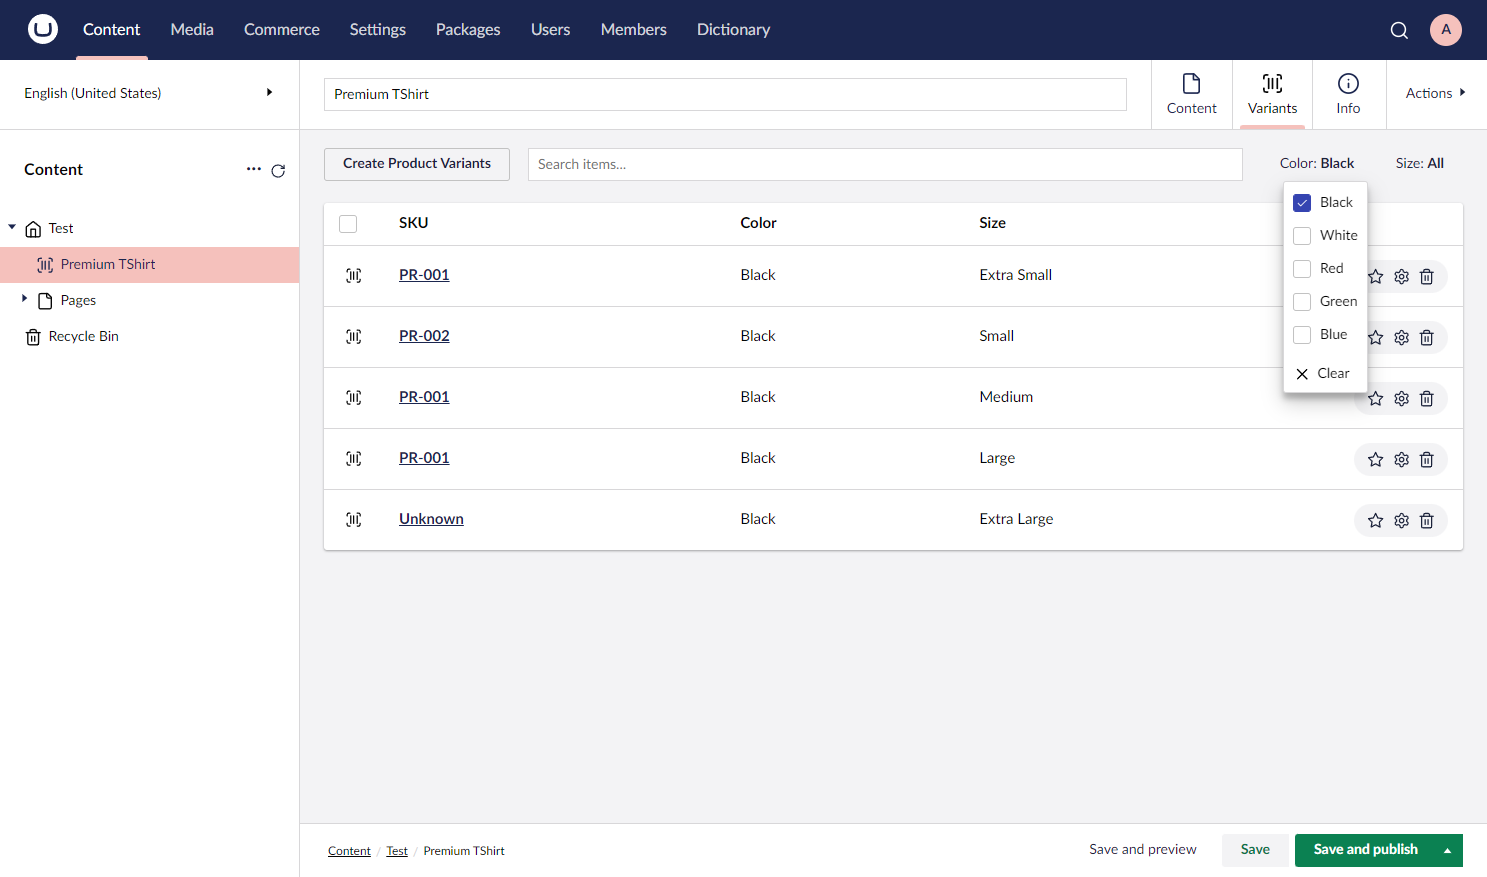 Content Media Commerce Settings Packages Users Members Dictionary A
English (United States)
Premium TShirt
Content Variants Info
Actions
Content
Test
Premium TShirt
Pages
Recycle Bin
Create Product Variants
Search items...
Color: Black
Size: All
Black
White
Red
Green
Blue
Clear
SKU Color Size
PR-001 Black Extra Small
PR-002 Black Small
PR-001 Black Medium
PR-001 Black Large
Unknown Black Extra Large
Content / Test / Premium TShirt
Save and preview Save Save and publish